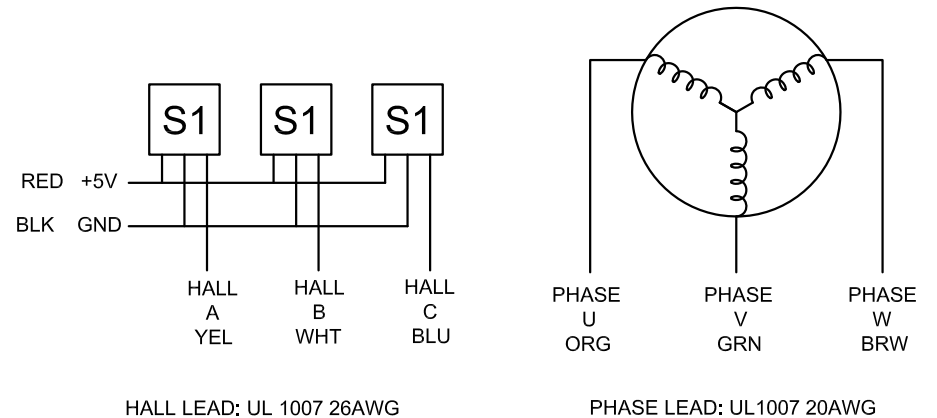 S1 S1 S1
RED +5V
BLK GND
HALL
A
YEL
HALL
B
WHT
HALL
C
BLU
HALL LEAD: UL 1007 26AWG
PHASE
U
ORG
PHASE
V
GRN
PHASE
W
BRW
PHASE LEAD: UL1007 20AWG